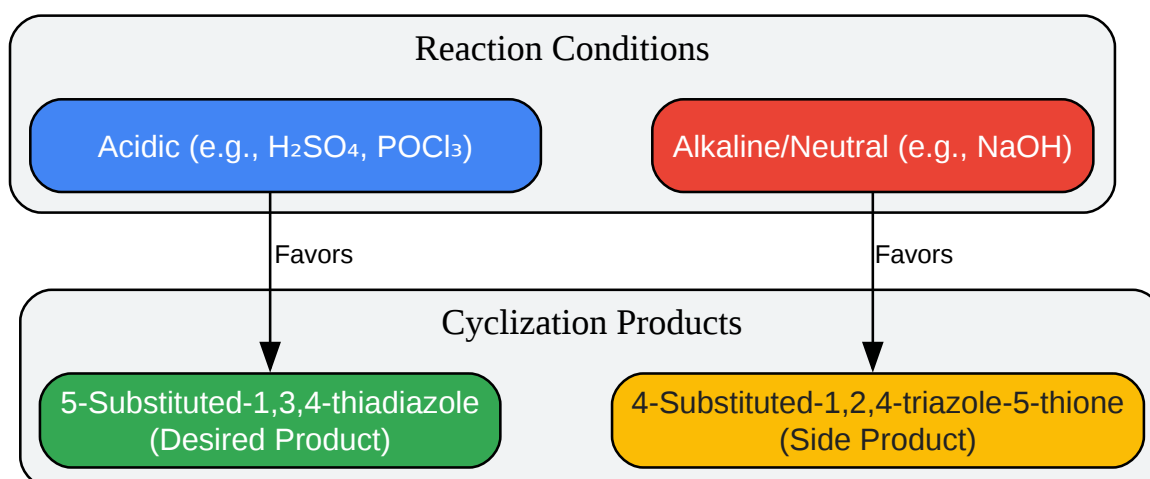 Reaction Conditions
Acidic (e.g., H₂SO₄, POCl₃)
Alkaline/Neutral (e.g., NaOH)
Favors
Favors
Cyclization Products
5-Substituted-1,3,4-thiadiazole
(Desired Product)
4-Substituted-1,2,4-triazole-5-thione
(Side Product)